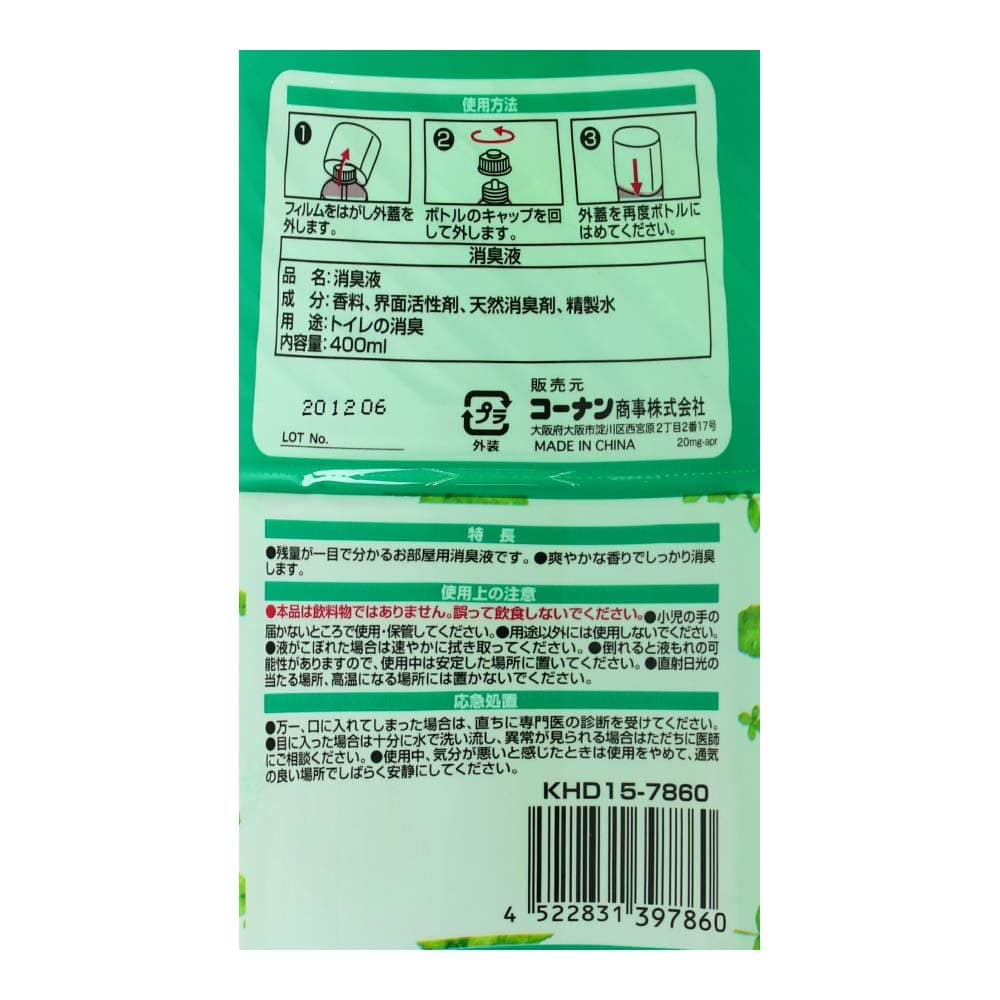 使用方法
1 2 3
フィルムをはがし外蓋を
外します。
ボトルのキャップを回
して外します。
外蓋を再度ボトルに
はめてください。
消臭液
品 名：消臭液
成 分：香料、界面活性剤、天然消臭剤、精製水
用 途：トイレの消臭
内容量：400ml
201206
LOT No.
プラ
外装
販売元
コーナン商事株式会社
大阪府大阪市淀川区西宮原2丁目2番17号
MADE IN CHINA 20mg-apr
特長
●残量が一目で分かるお部屋用消臭液です。●爽やかな香りでしっかり消臭
します。
使用上の注意
●本品は飲料物ではありません。誤って飲食しないでください。●小児の手の
届かないところで使用・保管してください。●用途以外には使用しないでください。
●液がこぼれた場合は速やかに拭き取ってください。●倒れると液もれの可
能性がありますので、使用中は安定した場所に置いてください。●直射日光の
当たる場所、高温になる場所には置かないでください。
応急処置
●万一、口に入れてしまった場合は、直ちに専門医の診断を受けてください。
●目に入った場合は十分に水で洗い流し、異常が見られる場合はただちに医師
にご相談ください。●使用中、気分が悪いと感じたときは使用をやめて、通気
の良い場所でしばらく安静にしてください。
KHD15-7860
4 522831 397860